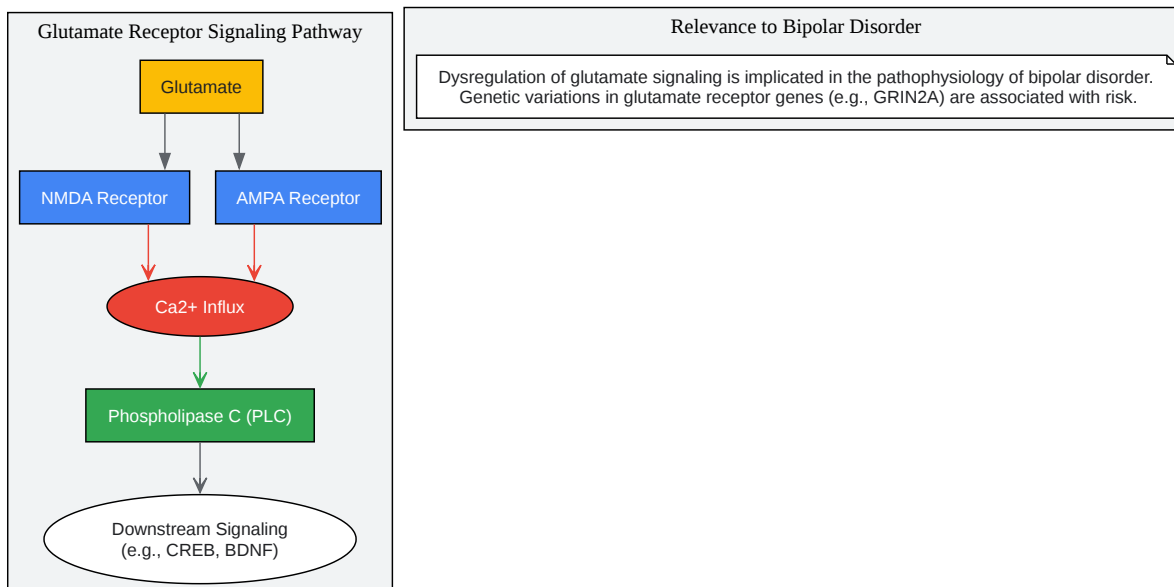 Glutamate Receptor Signaling Pathway
Glutamate
NMDA Receptor
AMPA Receptor
Ca2+ Influx
Phospholipase C (PLC)
Downstream Signaling
(e.g., CREB, BDNF)
Relevance to Bipolar Disorder
Dysregulation of glutamate signaling is implicated in the pathophysiology of bipolar disorder.
Genetic variations in glutamate receptor genes (e.g., GRIN2A) are associated with risk.